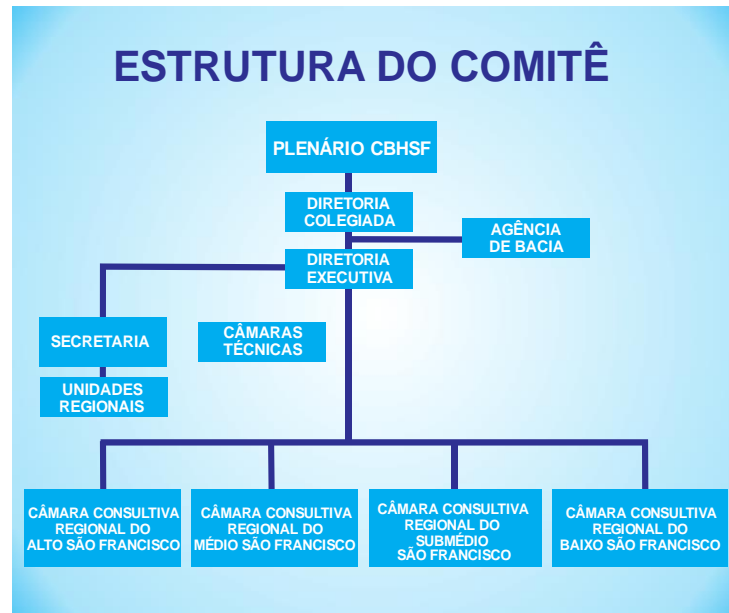 ESTRUTURA DO COMITÊ
PLENÁRIO CBHSF
DIRETORIA
COLEGIADA
AGÊNCIA
DE BACIA
DIRETORIA
EXECUTIVA
SECRETARIA
CÂMARAS
TÉCNICAS
UNIDADES
REGIONAIS
CÂMARA CONSULTIVA
REGIONAL DO
ALTO SÃO FRANCISCO
CÂMARA CONSULTIVA
REGIONAL DO
MÉDIO SÃO FRANCISCO
CÂMARA CONSULTIVA
REGIONAL DO
SUBMÉDIO
SÃO FRANCISCO
CÂMARA CONSULTIVA
REGIONAL DO
BAIXO SÃO FRANCISCO